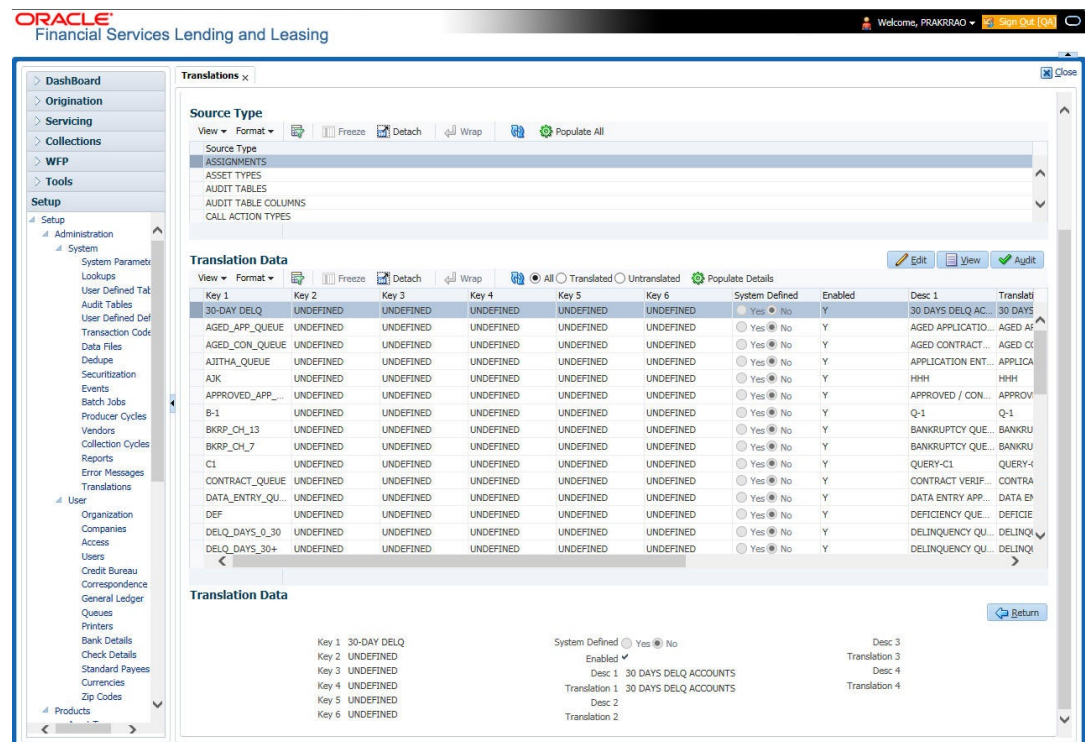 ORACLE
Financial Services Lending and Leasing
Welcome, PRAKRRAO Sign Out [QA]
DashBoard
Origination
Servicing
Collections
WFP
Tools
Setup
Setup
Administration
System
System Paramete
Lookups
User Defined Tab
Audit Tables
User Defined Def
Transaction Code
Data Files
Dedupe
Securitization
Events
Batch Jobs
Producer Cycles
Vendors
Collection Cycles
Reports
Error Messages
Translations
User
Organization
Companies
Access
Users
Credit Bureau
Correspondence
General Ledger
Queues
Printers
Bank Details
Check Details
Standard Payees
Currencies
Zip Codes
Products
Translations x
Close
Source Type
View Format Freeze Detach Wrap Populate All
Source Type
ASSIGNMENTS
ASSET TYPES
AUDIT TABLES
AUDIT TABLE COLUMNS
CALL ACTION TYPES
Translation Data
Edit View Audit
View Format Freeze Detach Wrap All Translated Untranslated Populate Details
Key 1 Key 2 Key 3 Key 4 Key 5 Key 6 System Defined Enabled Desc 1 Translati
30-DAY DELQ UNDEFINED UNDEFINED UNDEFINED UNDEFINED UNDEFINED Yes No Y 30 DAYS DELQ AC... 30 DAYS
AGED_APP_QUEUE UNDEFINED UNDEFINED UNDEFINED UNDEFINED UNDEFINED Yes No Y AGED APPLICATIO... AGED AP
AGED_CON_QUEUE UNDEFINED UNDEFINED UNDEFINED UNDEFINED UNDEFINED Yes No Y AGED CONTRACT... AGED CO
AJITHA_QUEUE UNDEFINED UNDEFINED UNDEFINED UNDEFINED UNDEFINED Yes No Y APPLICATION ENT... APPLICA
AJK UNDEFINED UNDEFINED UNDEFINED UNDEFINED UNDEFINED Yes No Y HHH HHH
APPROVED_APP_... UNDEFINED UNDEFINED UNDEFINED UNDEFINED UNDEFINED Yes No Y APPROVED / CON... APPROV
B-1 UNDEFINED UNDEFINED UNDEFINED UNDEFINED UNDEFINED Yes No Y Q-1 Q-1
BKRP_CH_13 UNDEFINED UNDEFINED UNDEFINED UNDEFINED UNDEFINED Yes No Y BANKRUPTCY QUE... BANKRU
BKRP_CH_7 UNDEFINED UNDEFINED UNDEFINED UNDEFINED UNDEFINED Yes No Y BANKRUPTCY QUE... BANKRU
C1 UNDEFINED UNDEFINED UNDEFINED UNDEFINED UNDEFINED Yes No Y QUERY-C1 QUERY-C
CONTRACT_QUEUE UNDEFINED UNDEFINED UNDEFINED UNDEFINED UNDEFINED Yes No Y CONTRACT VERIF... CONTRA
DATA_ENTRY_QU... UNDEFINED UNDEFINED UNDEFINED UNDEFINED UNDEFINED Yes No Y DATA ENTRY APP... DATA EN
DEF UNDEFINED UNDEFINED UNDEFINED UNDEFINED UNDEFINED Yes No Y DEFICIENCY QUE... DEFICIE
DELQ_DAYS_0_30 UNDEFINED UNDEFINED UNDEFINED UNDEFINED UNDEFINED Yes No Y DELINQUENCY QU... DELINQU
DELQ_DAYS_30+ UNDEFINED UNDEFINED UNDEFINED UNDEFINED UNDEFINED Yes No Y DELINQUENCY QU... DELINQU
Translation Data
Return
Key 1 30-DAY DELQ System Defined Yes No Desc 3
Key 2 UNDEFINED Enabled Translation 3
Key 3 UNDEFINED Desc 1 30 DAYS DELQ ACCOUNTS Desc 4
Key 4 UNDEFINED Translation 1 30 DAYS DELQ ACCOUNTS Translation 4
Key 5 UNDEFINED Desc 2
Key 6 UNDEFINED Translation 2